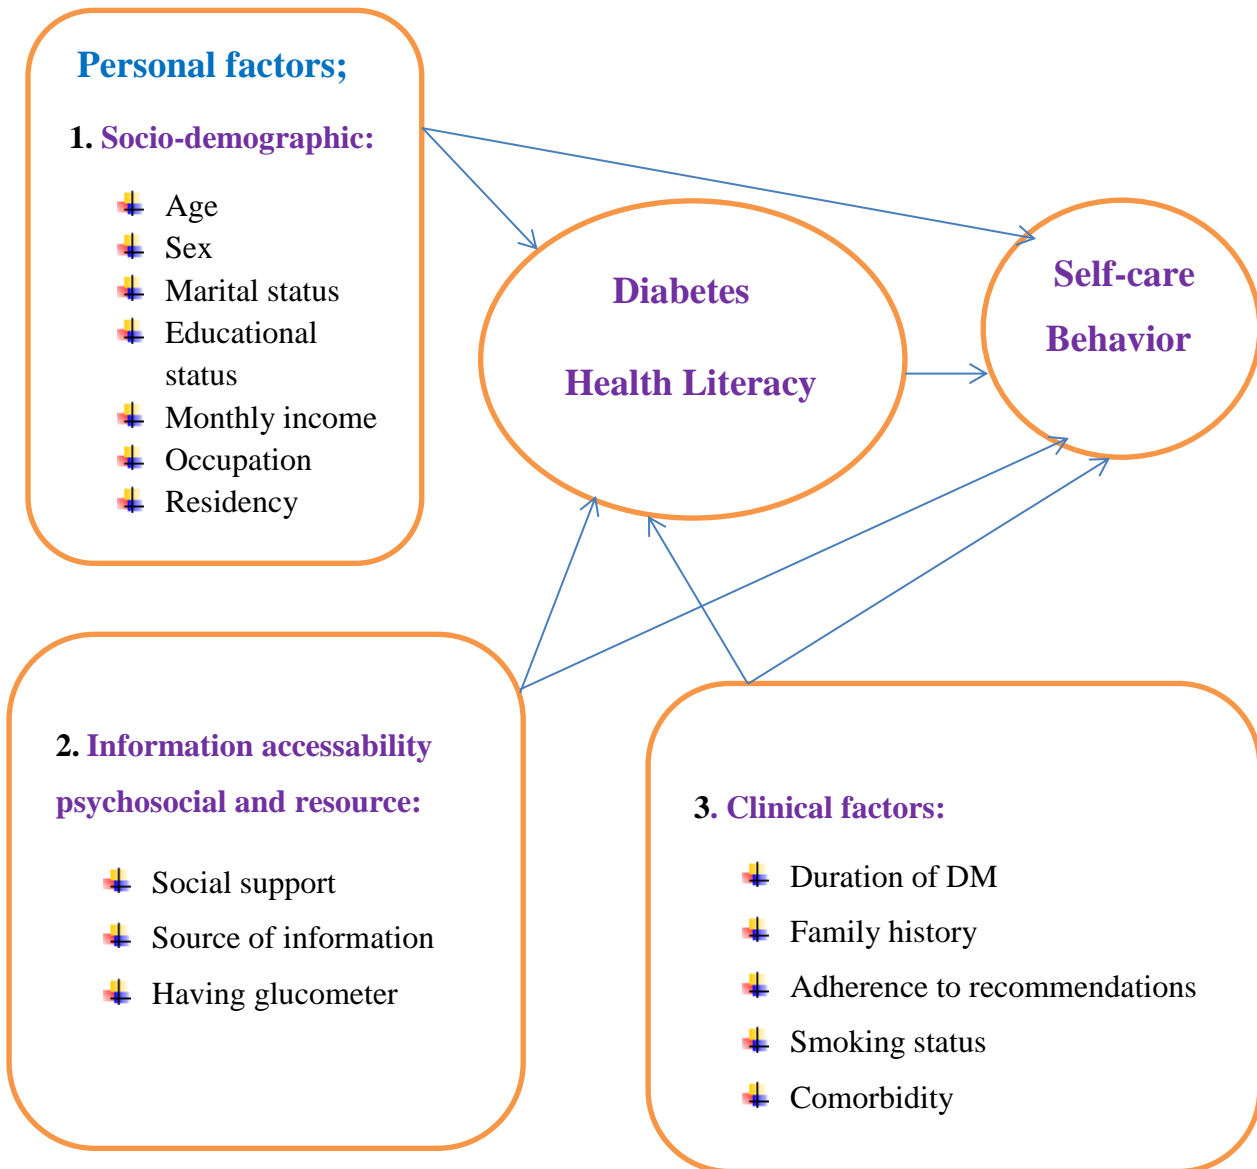 Personal factors;
1. Socio-demographic:
Age
Sex
Marital status
Educational
status
Monthly income
Occupation
Residency
Diabetes
Health Literacy
Self-care
Behavior
2. Information accessability
psychosocial and resource:
Social support
Source of information
Having glucometer
3. Clinical factors:
Duration of DM
Family history
Adherence to recommendations
Smoking status
Comorbidity